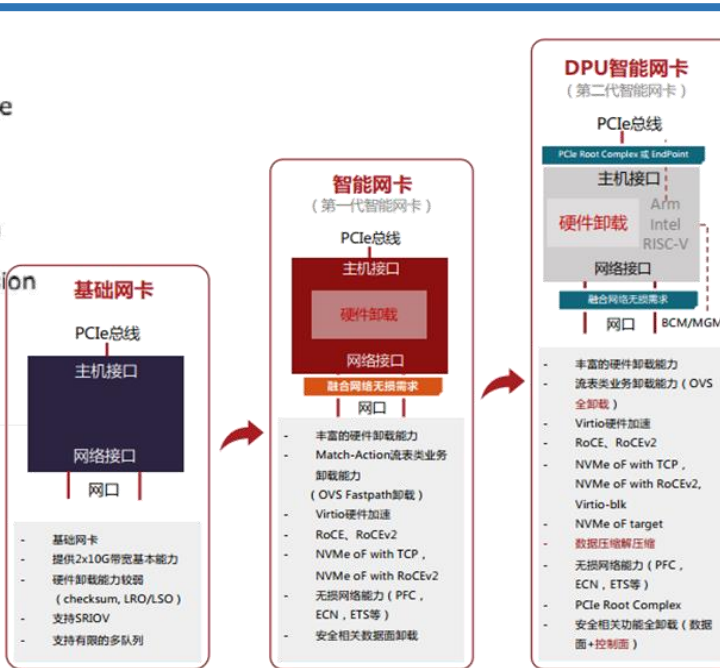 e
ion
基础网卡
PCIe总线
主机接口
网络接口
网口
- 基础网卡
- 提供2x10G带宽基本能力
- 硬件卸载能力较弱
（checksum, LRO/LSO）
- 支持SRIOV
- 支持有限的多队列
智能网卡
（第一代智能网卡）
PCIe总线
主机接口
硬件卸载
网络接口
融合网络无损需求
网口
- 丰富的硬件卸载能力
- Match-Action流表类业务
卸载能力
（OVS Fastpath卸载）
- Virtio硬件加速
- RoCE、RoCEv2
- NVMe oF with TCP，
NVMe oF with RoCEv2
- 无损网络能力（PFC，
ECN，ETS等）
- 安全相关数据面卸载
DPU智能网卡
（第二代智能网卡）
PCIe总线
PCIe Root Complex 或 EndPoint
主机接口
硬件卸载
Arm
Intel
RISC-V
网络接口
融合网络无损需求
网口
BCM/MGM
- 丰富的硬件卸载能力
- 流表类业务卸载能力（OVS
全卸载）
- Virtio硬件加速
- RoCE、RoCEv2
- NVMe oF with TCP，
NVMe oF with RoCEv2,
Virtio-blk
- NVMe oF target
- 数据压缩解压缩
- 无损网络能力（PFC，
ECN，ETS等）
- PCIe Root Complex
- 安全相关功能全卸载（数据
面+控制面）